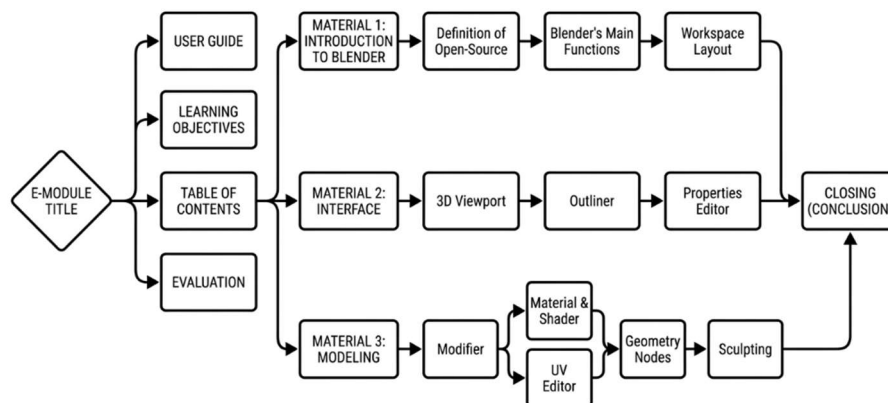 USER GUIDE
LEARNING
OBJECTIVES
E-MODULE
TITLE
TABLE OF
CONTENTS
EVALUATION
MATERIAL 1:
INTRODUCTION
TO BLENDER
Definition of
Open-Source
Blender's Main
Functions
Workspace
Layout
MATERIAL 2:
INTERFACE
3D Viewport
Outliner
Properties
Editor
CLOSING
(CONCLUSION
MATERIAL 3:
MODELING
Modifier
Material &
Shader
UV
Editor
Geometry
Nodes
Sculpting